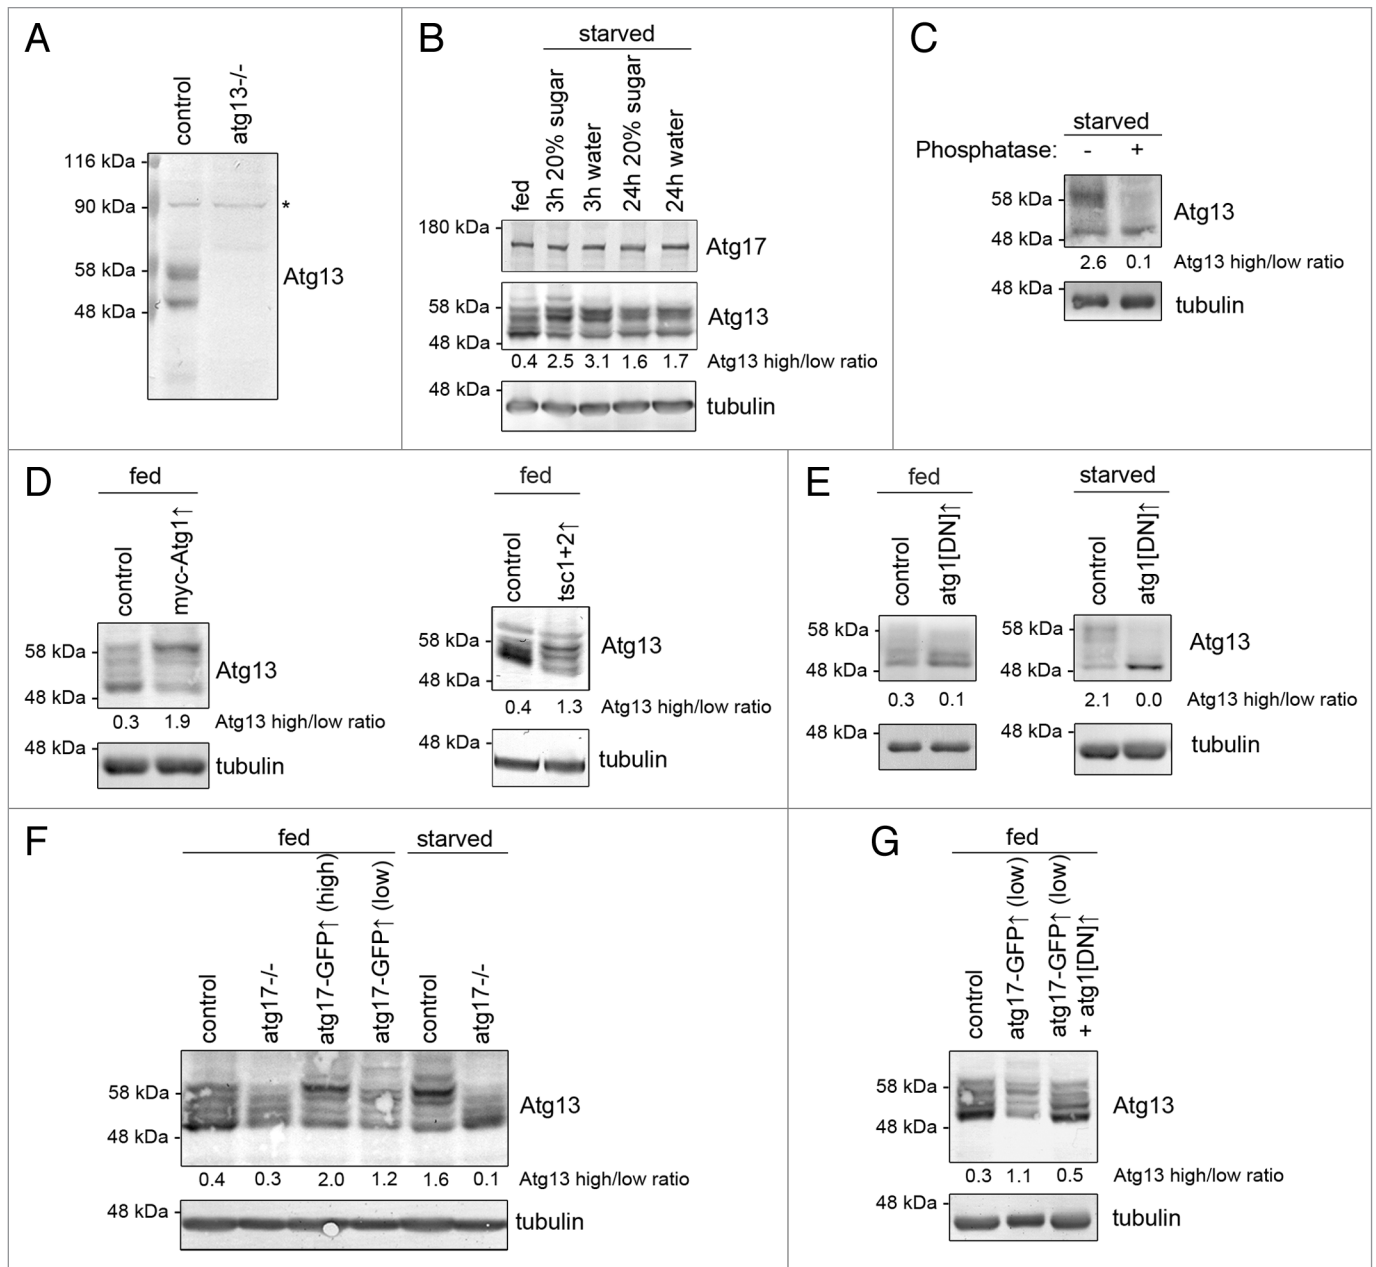 A
control
atg13-/-
116 kDa
90 kDa
*
58 kDa
Atg13
48 kDa
B
starved
fed
3h 20% sugar
3h water
24h 20% sugar
24h water
180 kDa
Atg17
58 kDa
Atg13
48 kDa
0.4 2.5 3.1 1.6 1.7 Atg13 high/low ratio
48 kDa
tubulin
C
starved
Phosphatase: - +
58 kDa
Atg13
48 kDa
2.6 0.1 Atg13 high/low ratio
48 kDa
tubulin
D
fed
control
myc-Atg1↑
58 kDa
Atg13
48 kDa
0.3 1.9 Atg13 high/low ratio
48 kDa
tubulin
fed
control
tsc1+2↑
58 kDa
Atg13
48 kDa
0.4 1.3 Atg13 high/low ratio
48 kDa
tubulin
E
fed
control
atg1[DN]↑
58 kDa
48 kDa
0.3 0.1
48 kDa
starved
control
atg1[DN]↑
58 kDa
Atg13
48 kDa
2.1 0.0 Atg13 high/low ratio
48 kDa
tubulin
F
fed
starved
control
atg17-/-
atg17-GFP↑ (high)
atg17-GFP↑ (low)
control
atg17-/-
58 kDa
Atg13
48 kDa
0.4 0.3 2.0 1.2 1.6 0.1 Atg13 high/low ratio
48 kDa
tubulin
G
fed
control
atg17-GFP↑ (low)
atg17-GFP↑ (low)
+ atg1[DN]↑
58 kDa
Atg13
48 kDa
0.3 1.1 0.5 Atg13 high/low ratio
48 kDa
tubulin